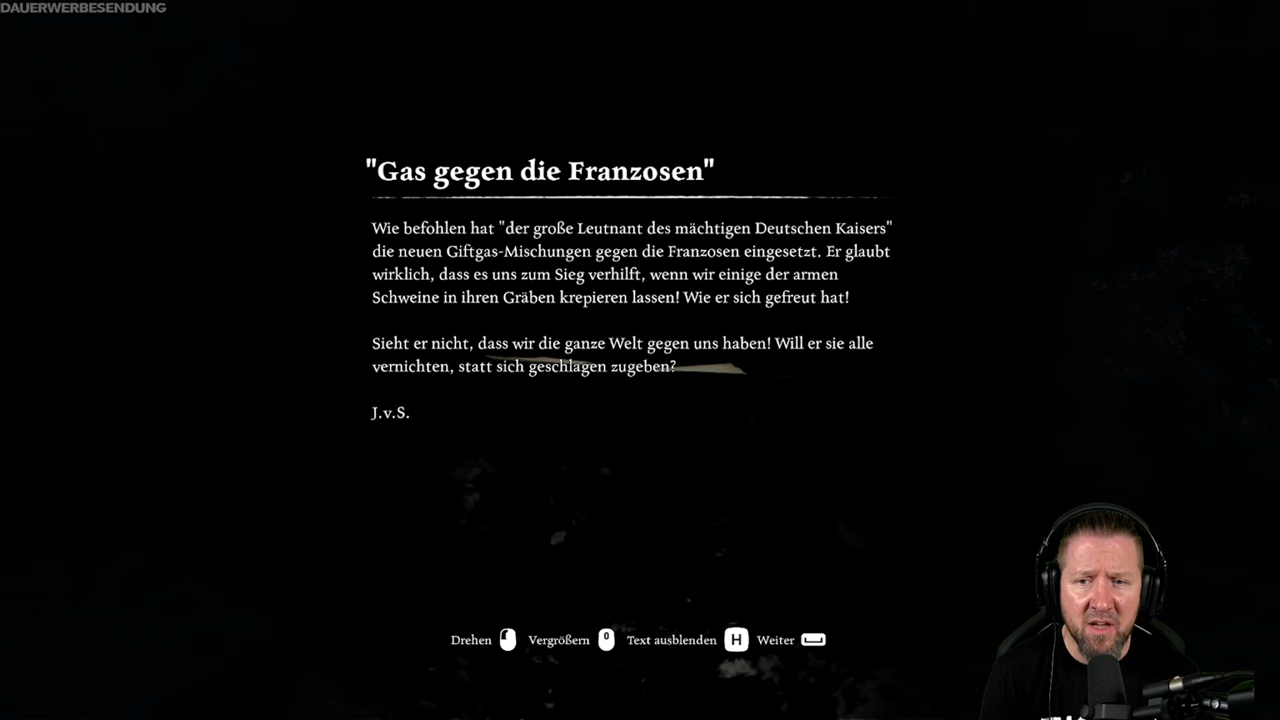 DAUERWERBESENDUNG
"Gas gegen die Franzosen"
Wie befohlen hat "der große Leutnant des mächtigen Deutschen Kaisers"
die neuen Giftgas-Mischungen gegen die Franzosen eingesetzt. Er glaubt
wirklich, dass es uns zum Sieg verhilft, wenn wir einige der armen
Schweine in ihren Gräben krepieren lassen! Wie er sich gefreut hat!
Sieht er nicht, dass wir die ganze Welt gegen uns haben! Will er sie alle
vernichten, statt sich geschlagen zugeben?
J.v.S.
Drehen Vergrößern 0 Text ausblenden H Weiter